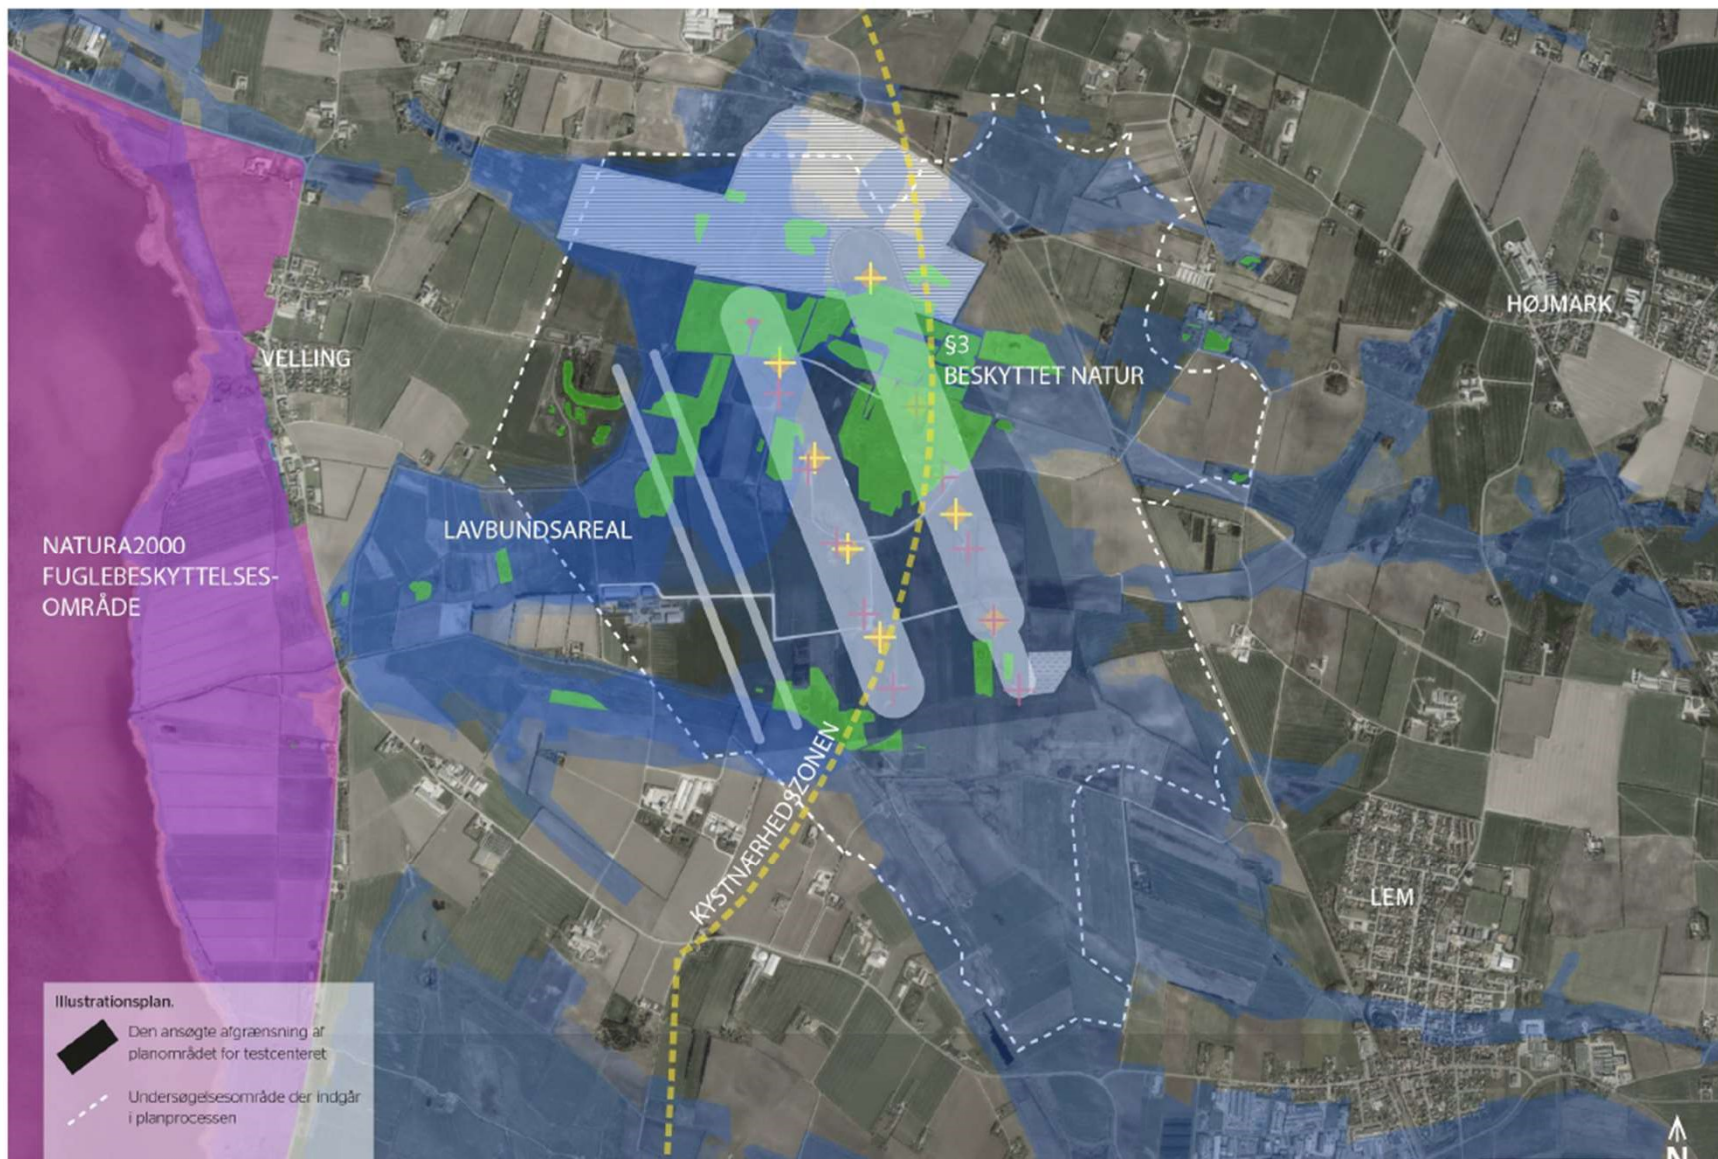 HØJMARK
§3
BESKYTTET NATUR
VELLING
LAVBUNDSAREAL
NATURA2000
FUGLEBESKYTTELSES-
OMRÅDE
KYSTNÆRHEDSZONEN
LEM
Illustrationsplan.
Den ansøgte afgrænsning af
planområdet for testcenteret
Undersøgelsesområde der indgår
i planprocessen
N